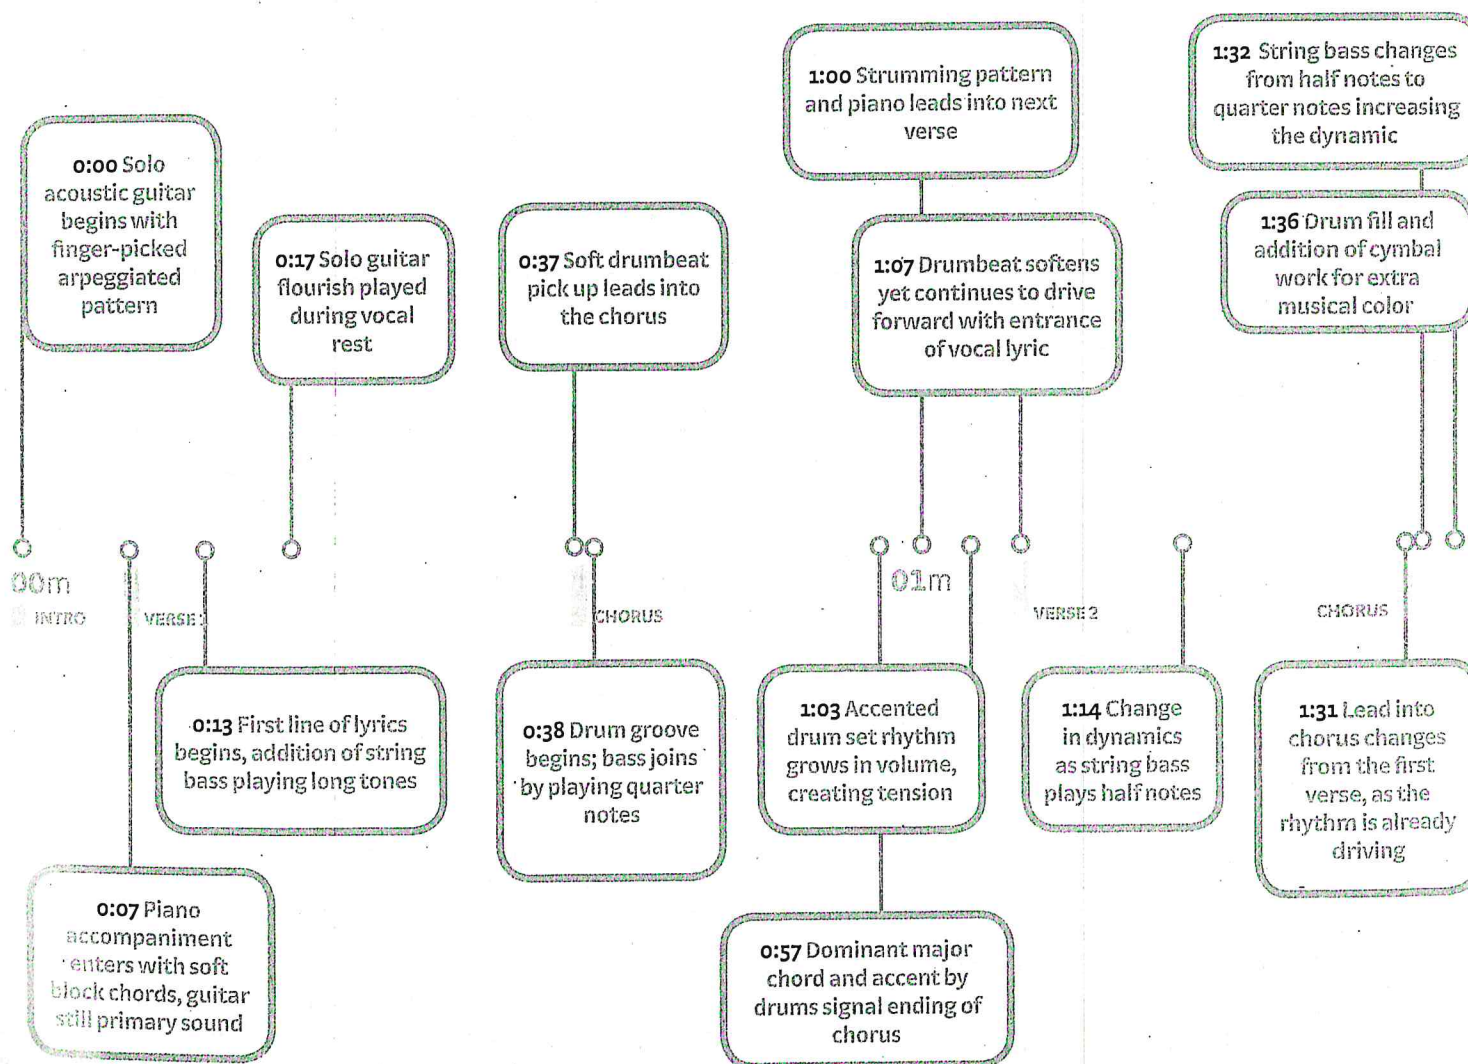 0:00 Solo
acoustic guitar
begins with
finger-picked
arpeggiated
pattern
0:17 Solo guitar
flourish played
during vocal
rest
0:37 Soft drumbeat
pick up leads into
the chorus
1:00 Strumming pattern
and piano leads into next
verse
1:07 Drumbeat softens
yet continues to drive
forward with entrance
of vocal lyric
1:32 String bass changes
from half notes to
quarter notes increasing
the dynamic
1:36 Drum fill and
addition of cymbal
work for extra
musical color
00m
INTRO
VERSE 1
CHORUS
01m
VERSE 2
CHORUS
0:13 First line of lyrics
begins, addition of string
bass playing long tones
0:07 Piano
accompaniment
enters with soft
block chords, guitar
still primary sound
0:38 Drum groove
begins; bass joins
by playing quarter
notes
1:03 Accented
drum set rhythm
grows in volume,
creating tension
0:57 Dominant major
chord and accent by
drums signal ending of
chorus
1:14 Change
in dynamics
as string bass
plays half notes
1:31 Lead into
chorus changes
from the first
verse, as the
rhythm is already
driving